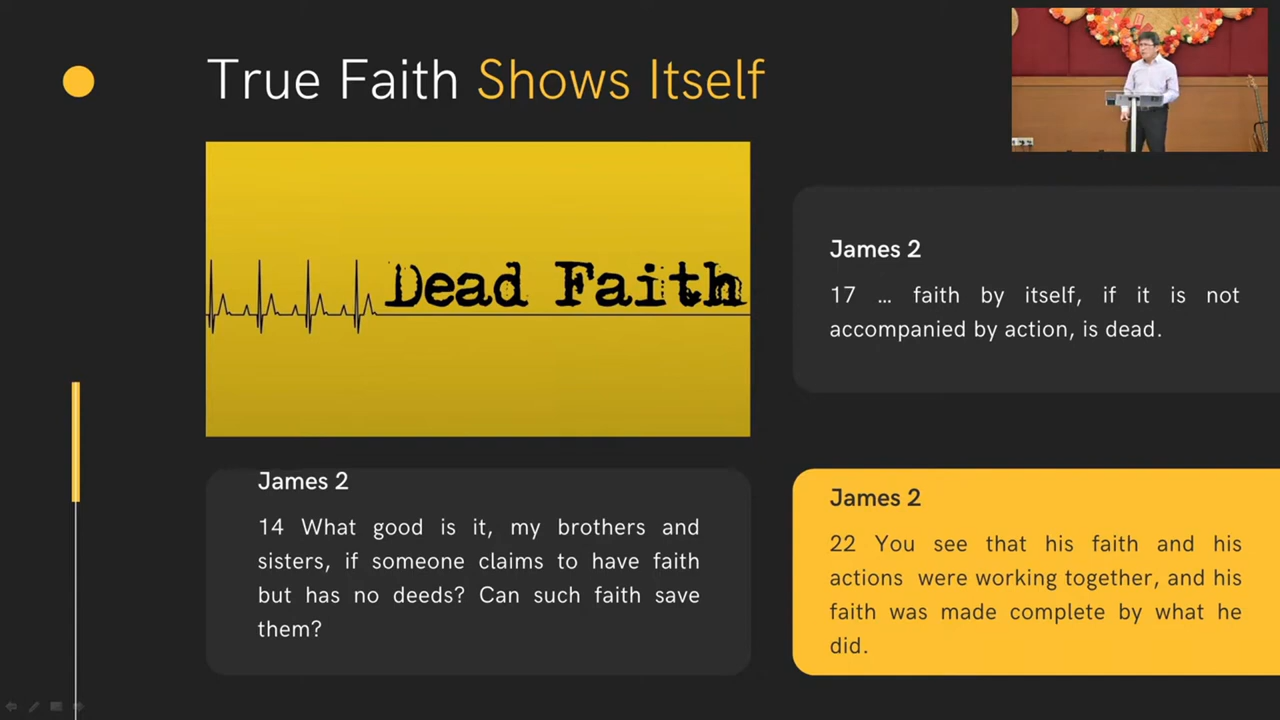 True Faith Shows Itself
Dead Faith
James 2
17 … faith by itself, if it is not
accompanied by action, is dead.
James 2
14 What good is it, my brothers and
sisters, if someone claims to have faith
but has no deeds? Can such faith save
them?
James 2
22 You see that his faith and his
actions were working together, and his
faith was made complete by what he
did.